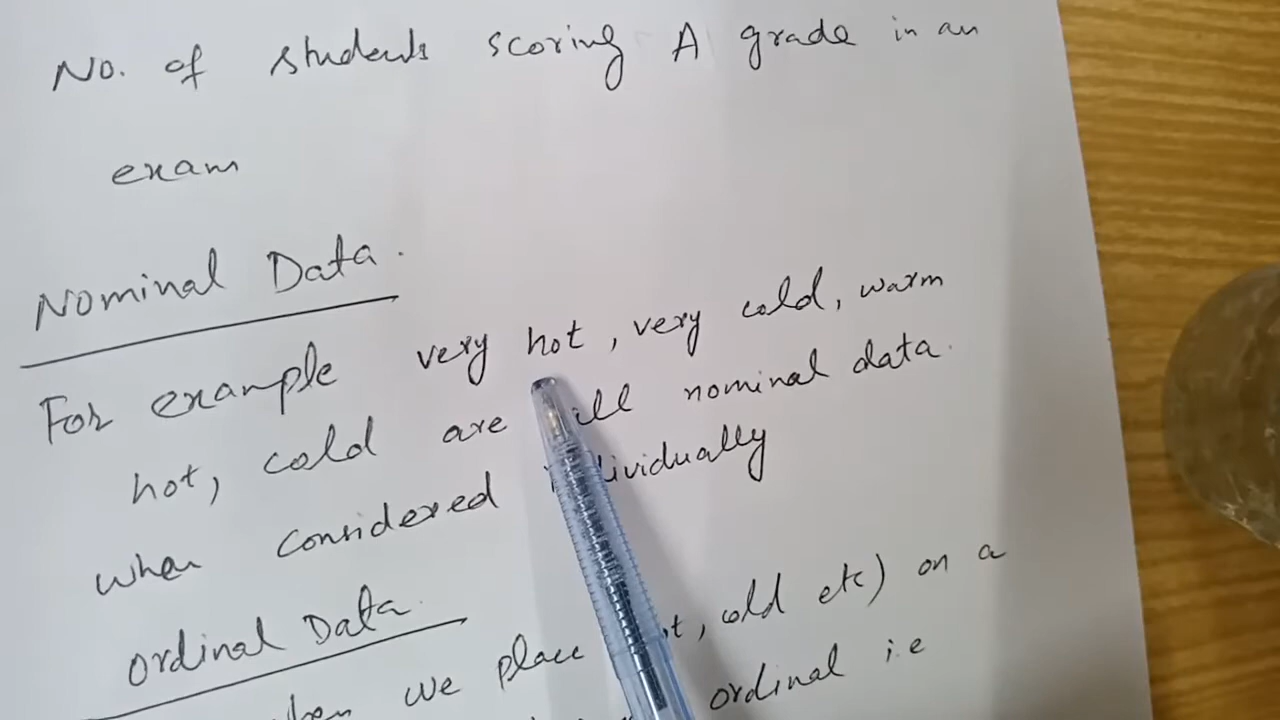 No. of students scoring A grade in an
exam
Nominal Data.
For example very hot, very cold, warm
hot, cold are all nominal data.
when considered individually
Ordinal Data.
we place , cold etc) on a
ordinal i.e